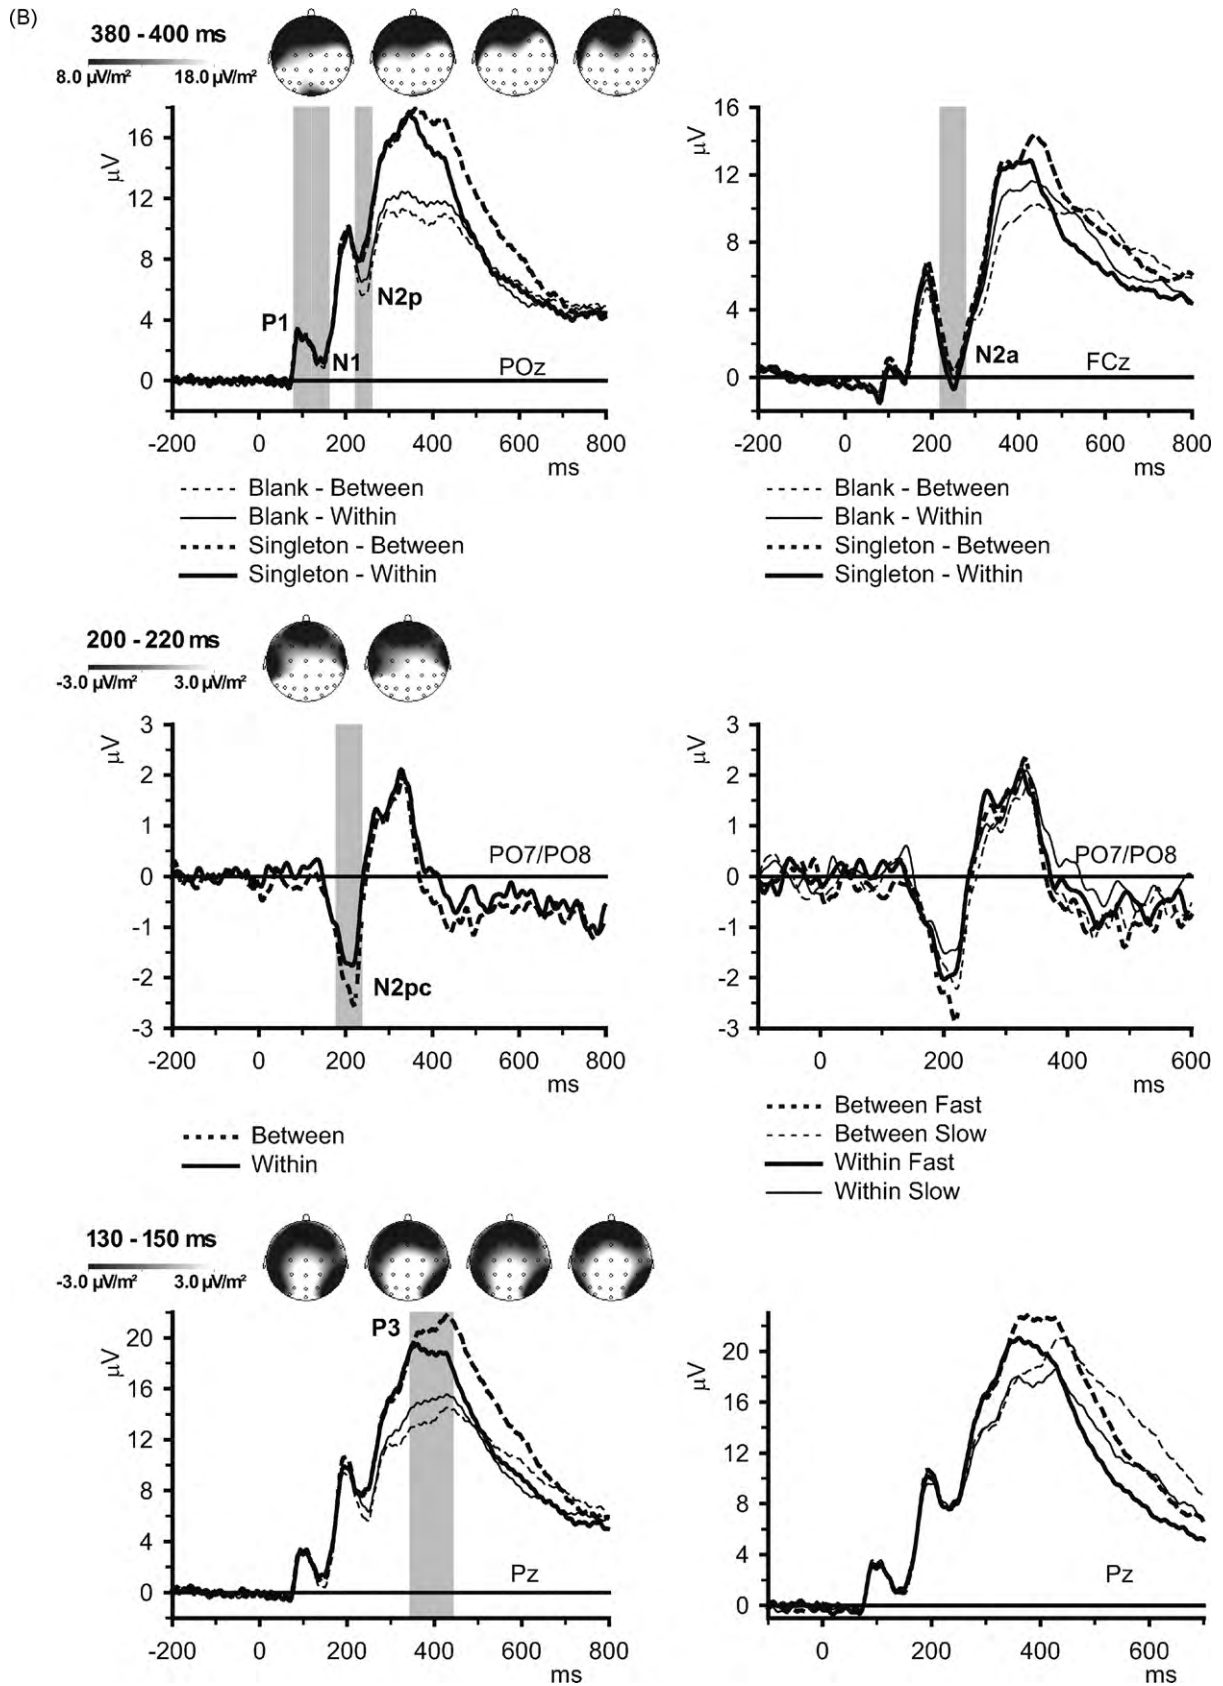 (B)
380 - 400 ms
8.0 µV/m² 18.0 µV/m²
µV
16
12
8
4
0
P1
N1
N2p
POz
-200 0 200 400 600 800
ms
Blank - Between
Blank - Within
Singleton - Between
Singleton - Within
µV
16
12
8
4
0
N2a
FCz
-200 0 200 400 600 800
ms
Blank - Between
Blank - Within
Singleton - Between
Singleton - Within
200 - 220 ms
-3.0 µV/m² 3.0 µV/m²
µV
3
2
1
0
-1
-2
-3
PO7/PO8
N2pc
-200 0 200 400 600 800
ms
Between
Within
µV
3
2
1
0
-1
-2
-3
PO7/PO8
0 200 400 600
ms
Between Fast
Between Slow
Within Fast
Within Slow
130 - 150 ms
-3.0 µV/m² 3.0 µV/m²
µV
20
16
12
8
4
0
P3
Pz
-200 0 200 400 600 800
ms
µV
20
16
12
8
4
0
Pz
0 200 400 600
ms